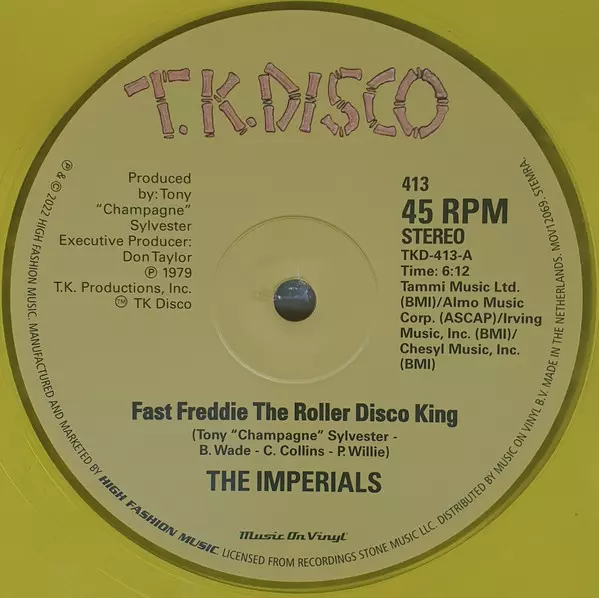 T.K.DISCO
Produced
by: Tony
"Champagne"
Sylvester
Executive Producer:
Don Taylor
℗ 1979
T.K. Productions, Inc.
™ TK Disco
413
45 RPM
STEREO
TKD-413-A
Time: 6:12
Tammi Music Ltd.
(BMI)/Almo Music
Corp. (ASCAP)/Irving
Music, Inc. (BMI)/
Chesyl Music, Inc.
(BMI)
Fast Freddie The Roller Disco King
(Tony "Champagne" Sylvester -
B. Wade - C. Collins - P. Willie)
THE IMPERIALS
Music On Vinyl
℗ & © 2022 HIGH FASHION MUSIC. MANUFACTURED AND MARKETED BY HIGH FASHION MUSIC. LICENSED FROM RECORDINGS STONE MUSIC LLC. DISTRIBUTED BY MUSIC ON VINYL B.V. MADE IN THE NETHERLANDS. MOV12069. STEMRA.